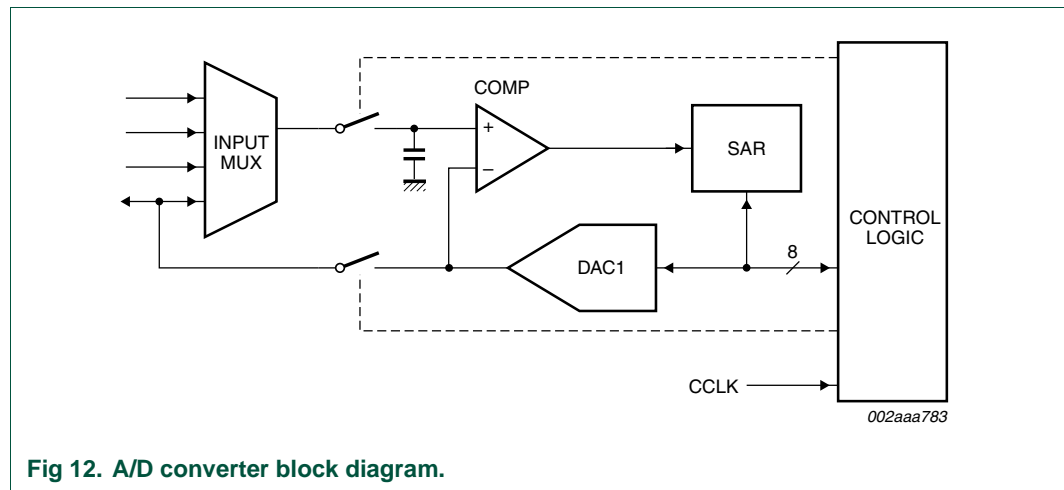 COMP
+
–
INPUT
MUX
SAR
DAC1
8
CONTROL
LOGIC
CCLK
002aaa783
Fig 12. A/D converter block diagram.